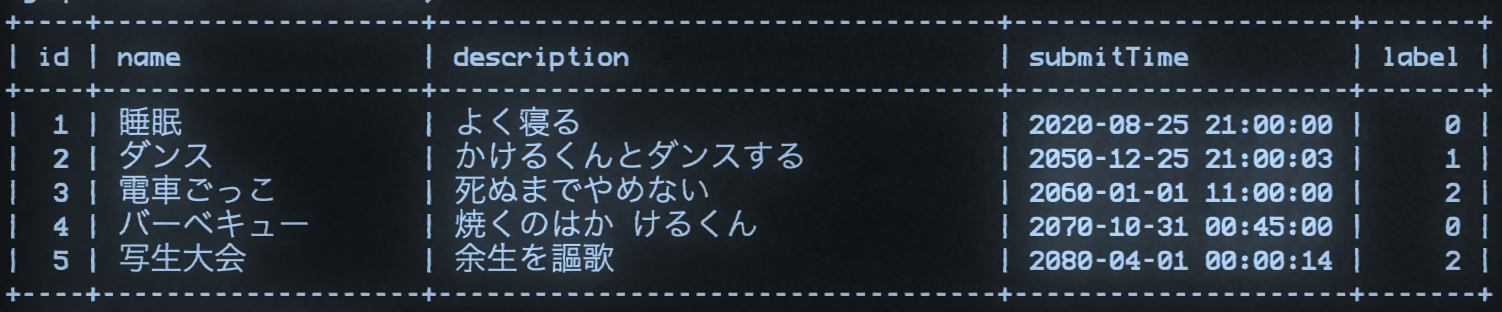 +----+--------------------+------------------------------------+---------------------+-------+
| id | name | description | submitTime | label |
+----+--------------------+------------------------------------+---------------------+-------+
| 1 | 睡眠 | よく寝る | 2020-08-25 21:00:00 | 0 |
| 2 | ダンス | かけるくんとダンスする | 2050-12-25 21:00:03 | 1 |
| 3 | 電車ごっこ | 死ぬまでやめない | 2060-01-01 11:00:00 | 2 |
| 4 | バーベキュー | 焼くのはか けるくん | 2070-10-31 00:45:00 | 0 |
| 5 | 写生大会 | 余生を謳歌 | 2080-04-01 00:00:14 | 2 |
+----+--------------------+------------------------------------+---------------------+-------+